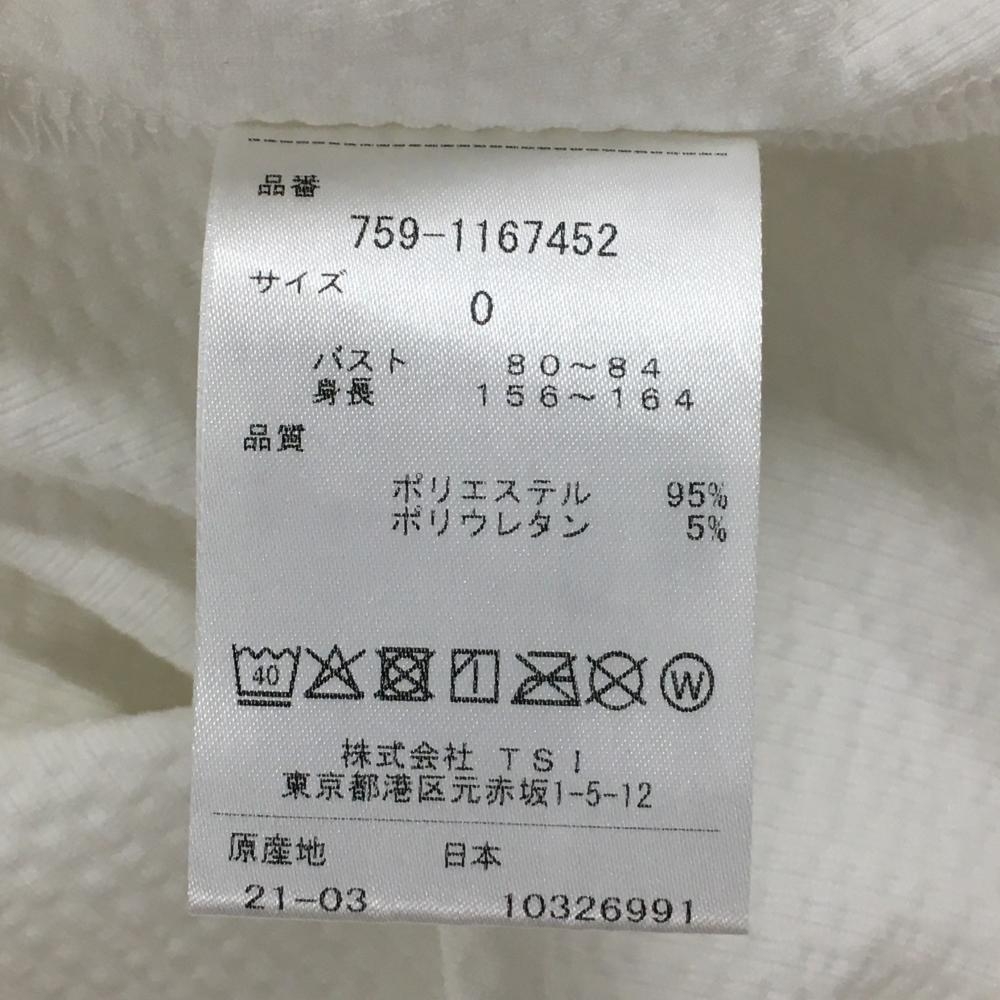 品番
759-1167452
サイズ
0
バスト 80～84
身長 156～164
品質
ポリエステル 95%
ポリウレタン 5%
40 W
株式会社 TSI
東京都港区元赤坂1-5-12
原産地 日本
21-03 10326991